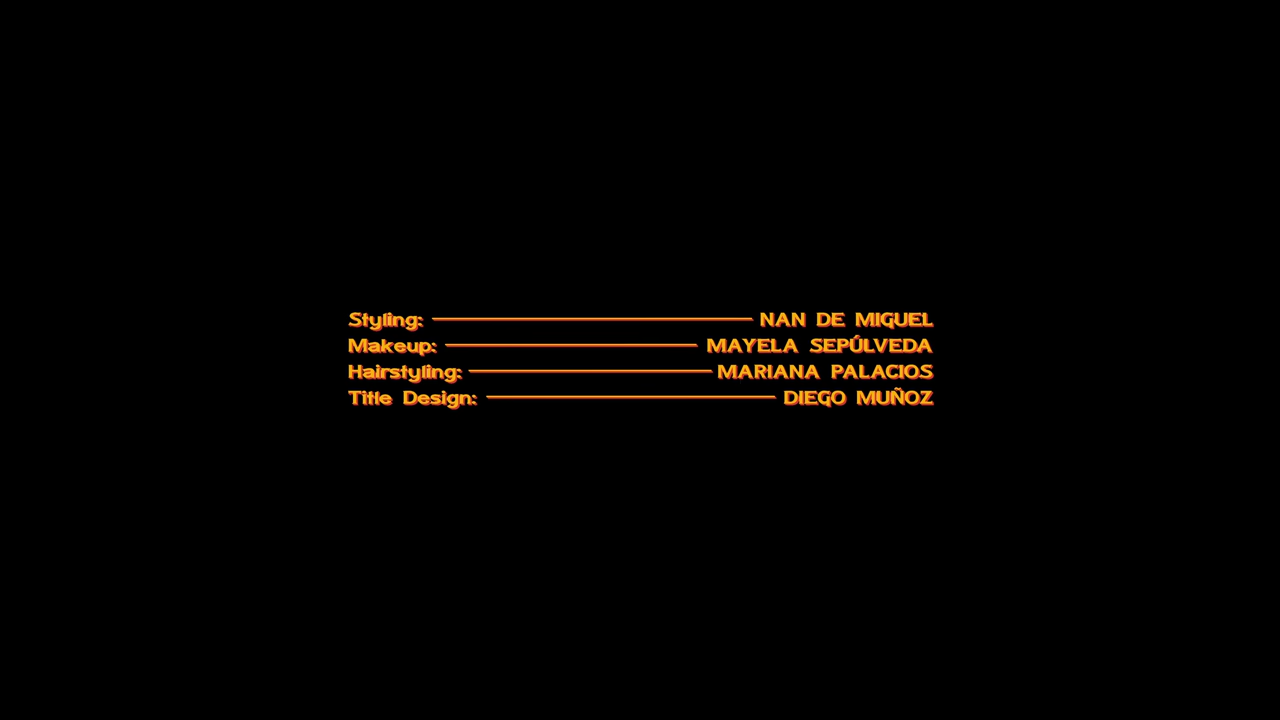 Styling: NAN DE MIGUEL
Makeup: MAYELA SEPÚLVEDA
Hairstyling: MARIANA PALACIOS
Title Design: DIEGO MUÑOZ